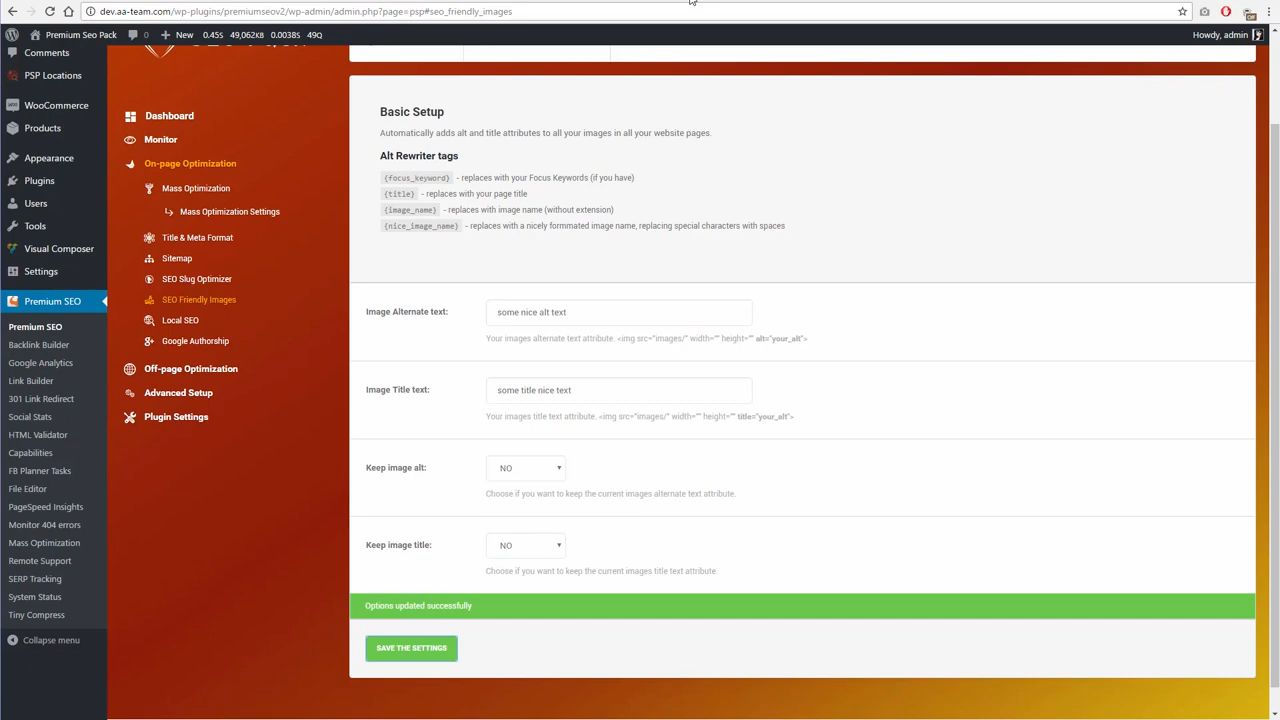 dev.aa-team.com/wp-plugins/premiumseov2/wp-admin/admin.php?page=psp#seo_friendly_images
Premium Seo Pack 0 New 0.45s 49,062kB 0.0038s 49Q Howdy, admin
Comments
PSP Locations
WooCommerce
Products
Appearance
Plugins
Users
Tools
Visual Composer
Settings
Premium SEO
Premium SEO
Backlink Builder
Google Analytics
Link Builder
301 Link Redirect
Social Stats
HTML Validator
Capabilities
FB Planner Tasks
File Editor
PageSpeed Insights
Monitor 404 errors
Mass Optimization
Remote Support
SERP Tracking
System Status
Tiny Compress
Collapse menu
Dashboard
Monitor
On-page Optimization
Mass Optimization
Mass Optimization Settings
Title & Meta Format
Sitemap
SEO Slug Optimizer
SEO Friendly Images
Local SEO
Google Authorship
Off-page Optimization
Advanced Setup
Plugin Settings
Basic Setup
Automatically adds alt and title attributes to all your images in all your website pages.
Alt Rewriter tags
{focus_keyword} - replaces with your Focus Keywords (if you have)
{title} - replaces with your page title
{image_name} - replaces with image name (without extension)
{nice_image_name} - replaces with a nicely formmated image name, replacing special characters with spaces
Image Alternate text: some nice alt text
Your images alternate text attribute. <img src="images/" width="" height="" alt="your_alt">
Image Title text: some title nice text
Your images title text attribute. <img src="images/" width="" height="" title="your_alt">
Keep image alt: NO
Choose if you want to keep the current images alternate text attribute.
Keep image title: NO
Choose if you want to keep the current images title text attribute.
Options updated successfully
SAVE THE SETTINGS